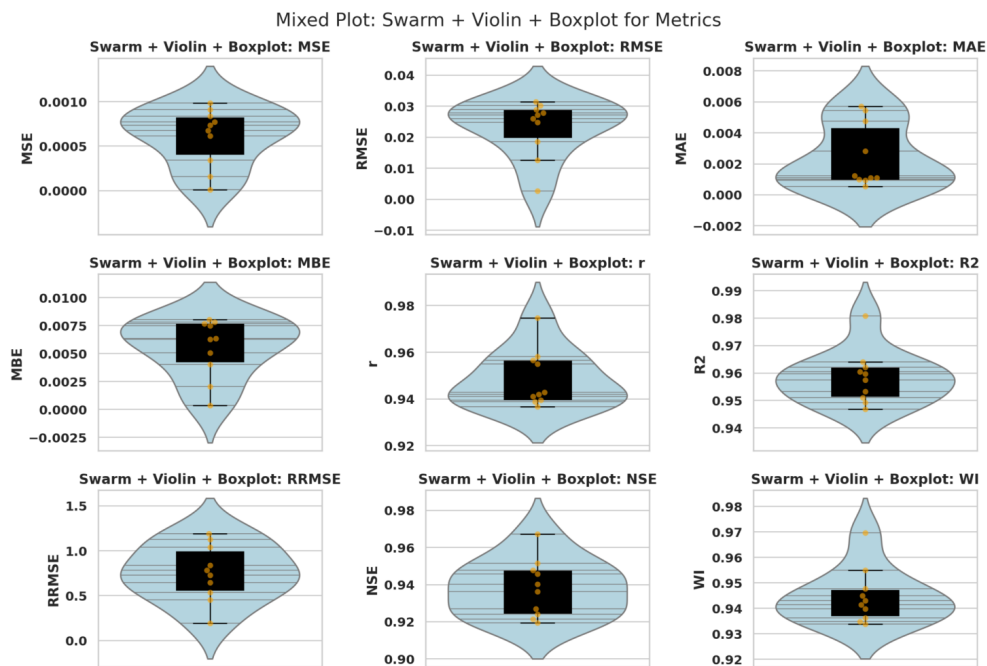 Mixed Plot: Swarm + Violin + Boxplot for Metrics
Swarm + Violin + Boxplot: MSE
MSE
0.0010
0.0005
0.0000
Swarm + Violin + Boxplot: RMSE
RMSE
0.04
0.03
0.02
0.01
0.00
−0.01
Swarm + Violin + Boxplot: MAE
MAE
0.008
0.006
0.004
0.002
0.000
−0.002
Swarm + Violin + Boxplot: MBE
MBE
0.0100
0.0075
0.0050
0.0025
0.0000
−0.0025
Swarm + Violin + Boxplot: r
r
0.98
0.96
0.94
0.92
Swarm + Violin + Boxplot: R2
R2
0.99
0.98
0.97
0.96
0.95
0.94
Swarm + Violin + Boxplot: RRMSE
RRMSE
1.5
1.0
0.5
0.0
Swarm + Violin + Boxplot: NSE
NSE
0.98
0.96
0.94
0.92
0.90
Swarm + Violin + Boxplot: WI
WI
0.98
0.97
0.96
0.95
0.94
0.93
0.92